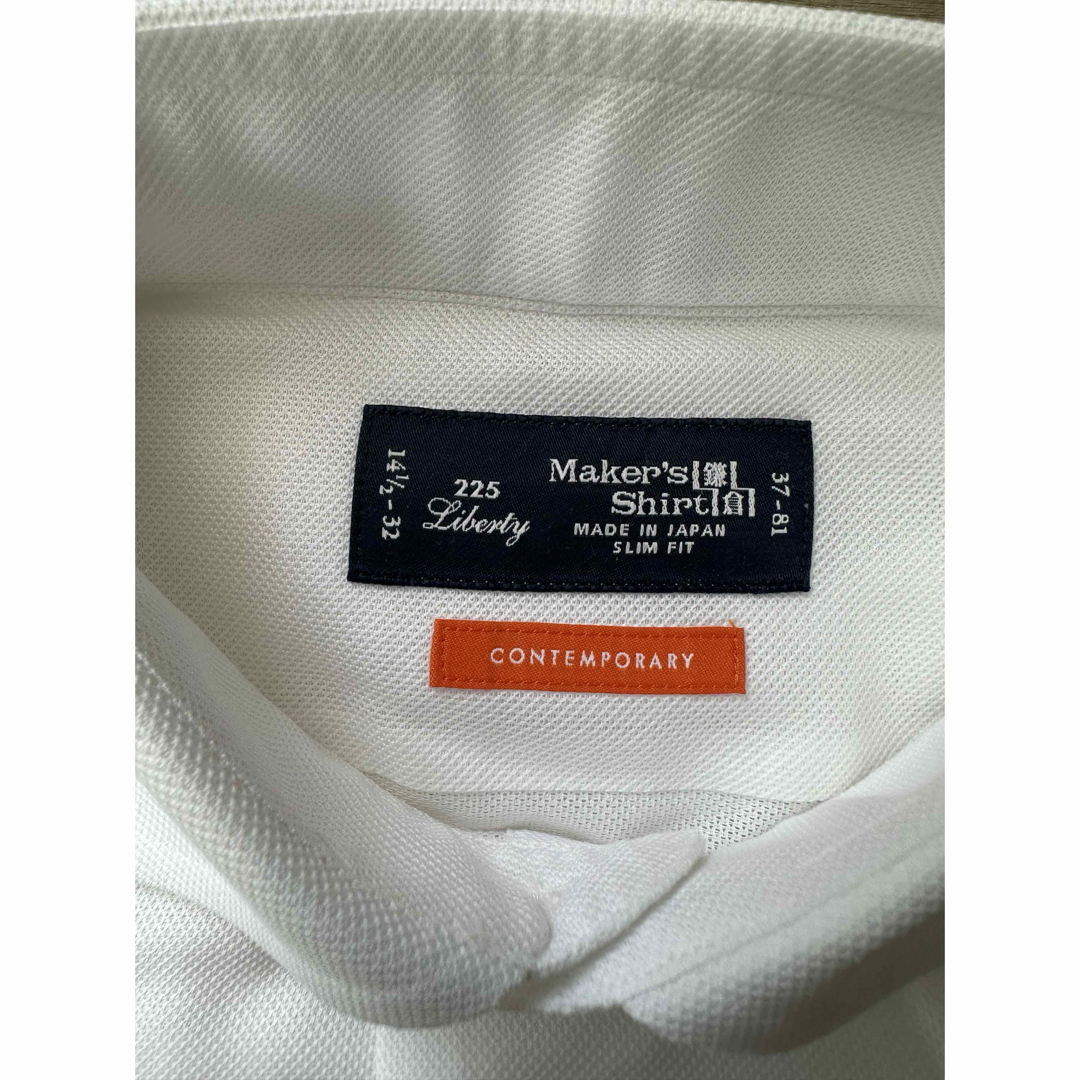 14½-32
225
Liberty
Maker's 鎌
Shirt 倉
MADE IN JAPAN
SLIM FIT
37-81
CONTEMPORARY